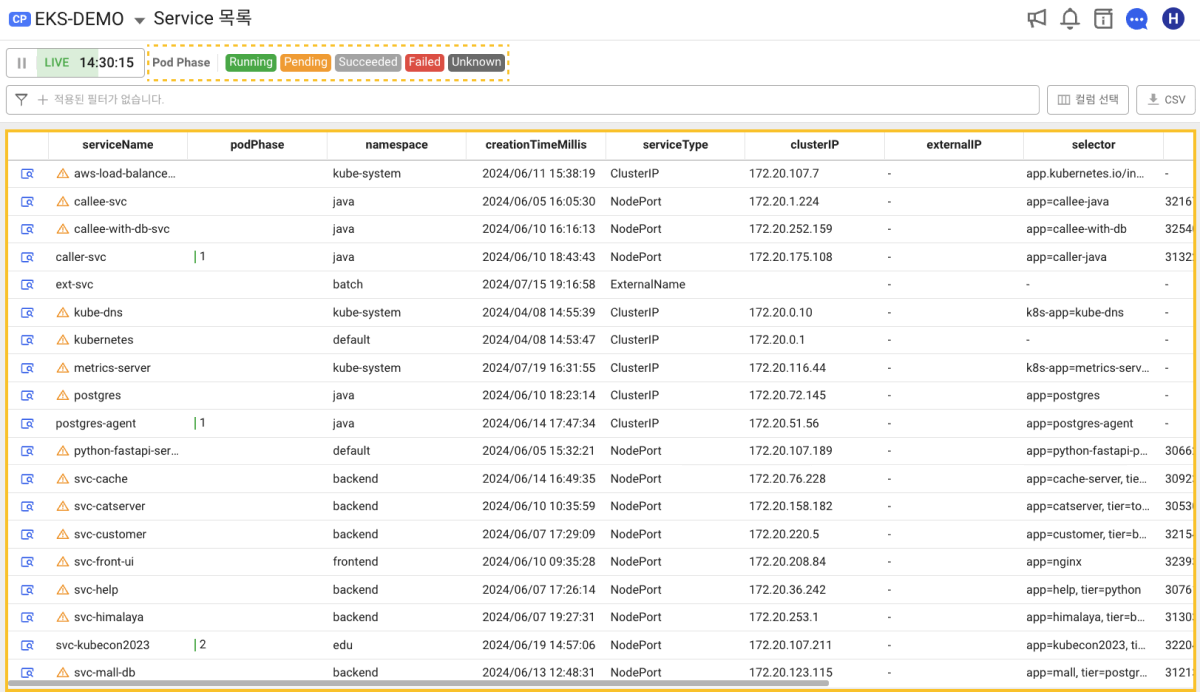 CP EKS-DEMO Service 목록 H
LIVE 14:30:15 Pod Phase Running Pending Succeeded Failed Unknown
적용된 필터가 없습니다. 컬럼 선택 CSV
serviceName podPhase namespace creationTimeMillis serviceType clusterIP externalIP selector
aws-load-balance... kube-system 2024/06/11 15:38:19 ClusterIP 172.20.107.7 - app.kubernetes.io/in... -
callee-svc java 2024/06/05 16:05:30 NodePort 172.20.1.224 - app=callee-java 3216
callee-with-db-svc java 2024/06/10 16:16:13 NodePort 172.20.252.159 - app=callee-with-db 3254
caller-svc 1 java 2024/06/10 18:43:43 NodePort 172.20.175.108 - app=caller-java 3132
ext-svc batch 2024/07/15 19:16:58 ExternalName - - -
kube-dns kube-system 2024/04/08 14:55:39 ClusterIP 172.20.0.10 - k8s-app=kube-dns -
kubernetes default 2024/04/08 14:53:47 ClusterIP 172.20.0.1 - - -
metrics-server kube-system 2024/07/19 16:31:55 ClusterIP 172.20.116.44 - k8s-app=metrics-serv... -
postgres java 2024/06/10 18:23:14 ClusterIP 172.20.72.145 - app=postgres -
postgres-agent 1 java 2024/06/14 17:47:34 ClusterIP 172.20.51.56 - app=postgres-agent -
python-fastapi-ser... default 2024/06/05 15:32:21 NodePort 172.20.107.189 - app=python-fastapi-p... 3066
svc-cache backend 2024/06/14 16:49:35 NodePort 172.20.76.228 - app=cache-server, tie... 3092
svc-catserver backend 2024/06/10 10:35:59 NodePort 172.20.158.182 - app=catserver, tier=to... 3053
svc-customer backend 2024/06/07 17:29:09 NodePort 172.20.220.5 - app=customer, tier=b... 3215
svc-front-ui frontend 2024/06/10 09:35:28 NodePort 172.20.208.84 - app=nginx 3239
svc-help backend 2024/06/07 17:26:14 NodePort 172.20.36.242 - app=help, tier=python 3076
svc-himalaya backend 2024/06/07 19:27:31 NodePort 172.20.253.1 - app=himalaya, tier=b... 3130
svc-kubecon2023 2 edu 2024/06/19 14:57:06 NodePort 172.20.107.211 - app=kubecon2023, ti... 3220
svc-mall-db backend 2024/06/13 12:48:31 NodePort 172.20.123.115 - app=mall, tier=postgr... 3121